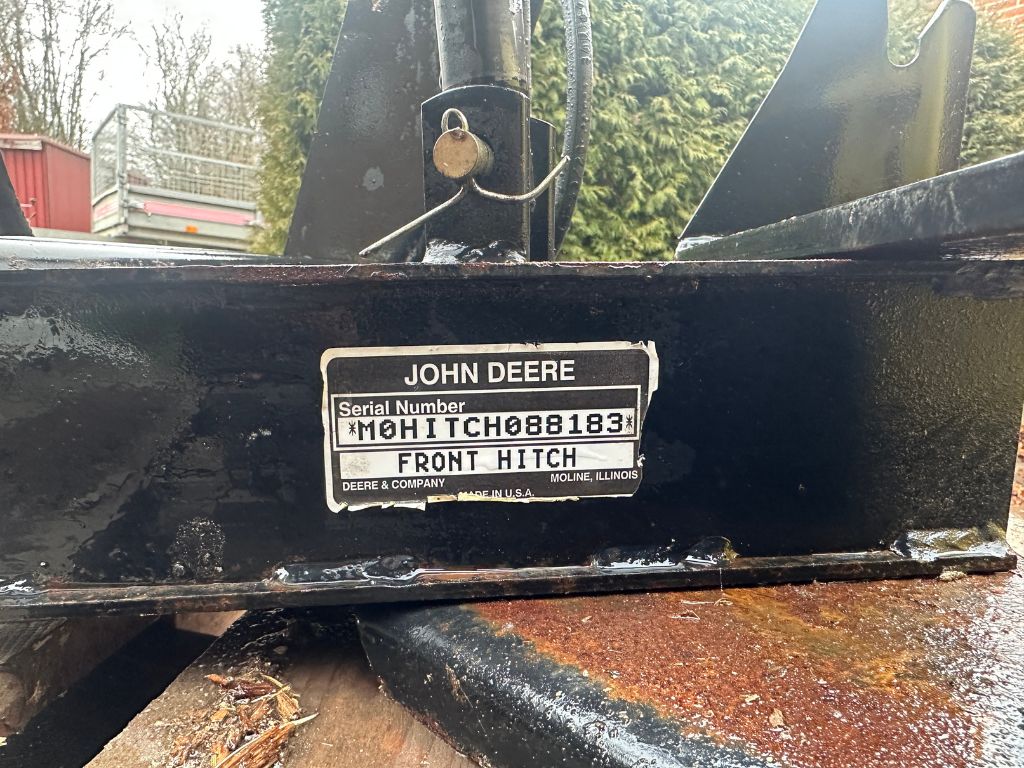 JOHN DEERE
Serial Number
*M0HITCH088183*
FRONT HITCH
DEERE & COMPANY MOLINE, ILLINOIS
MADE IN U.S.A.